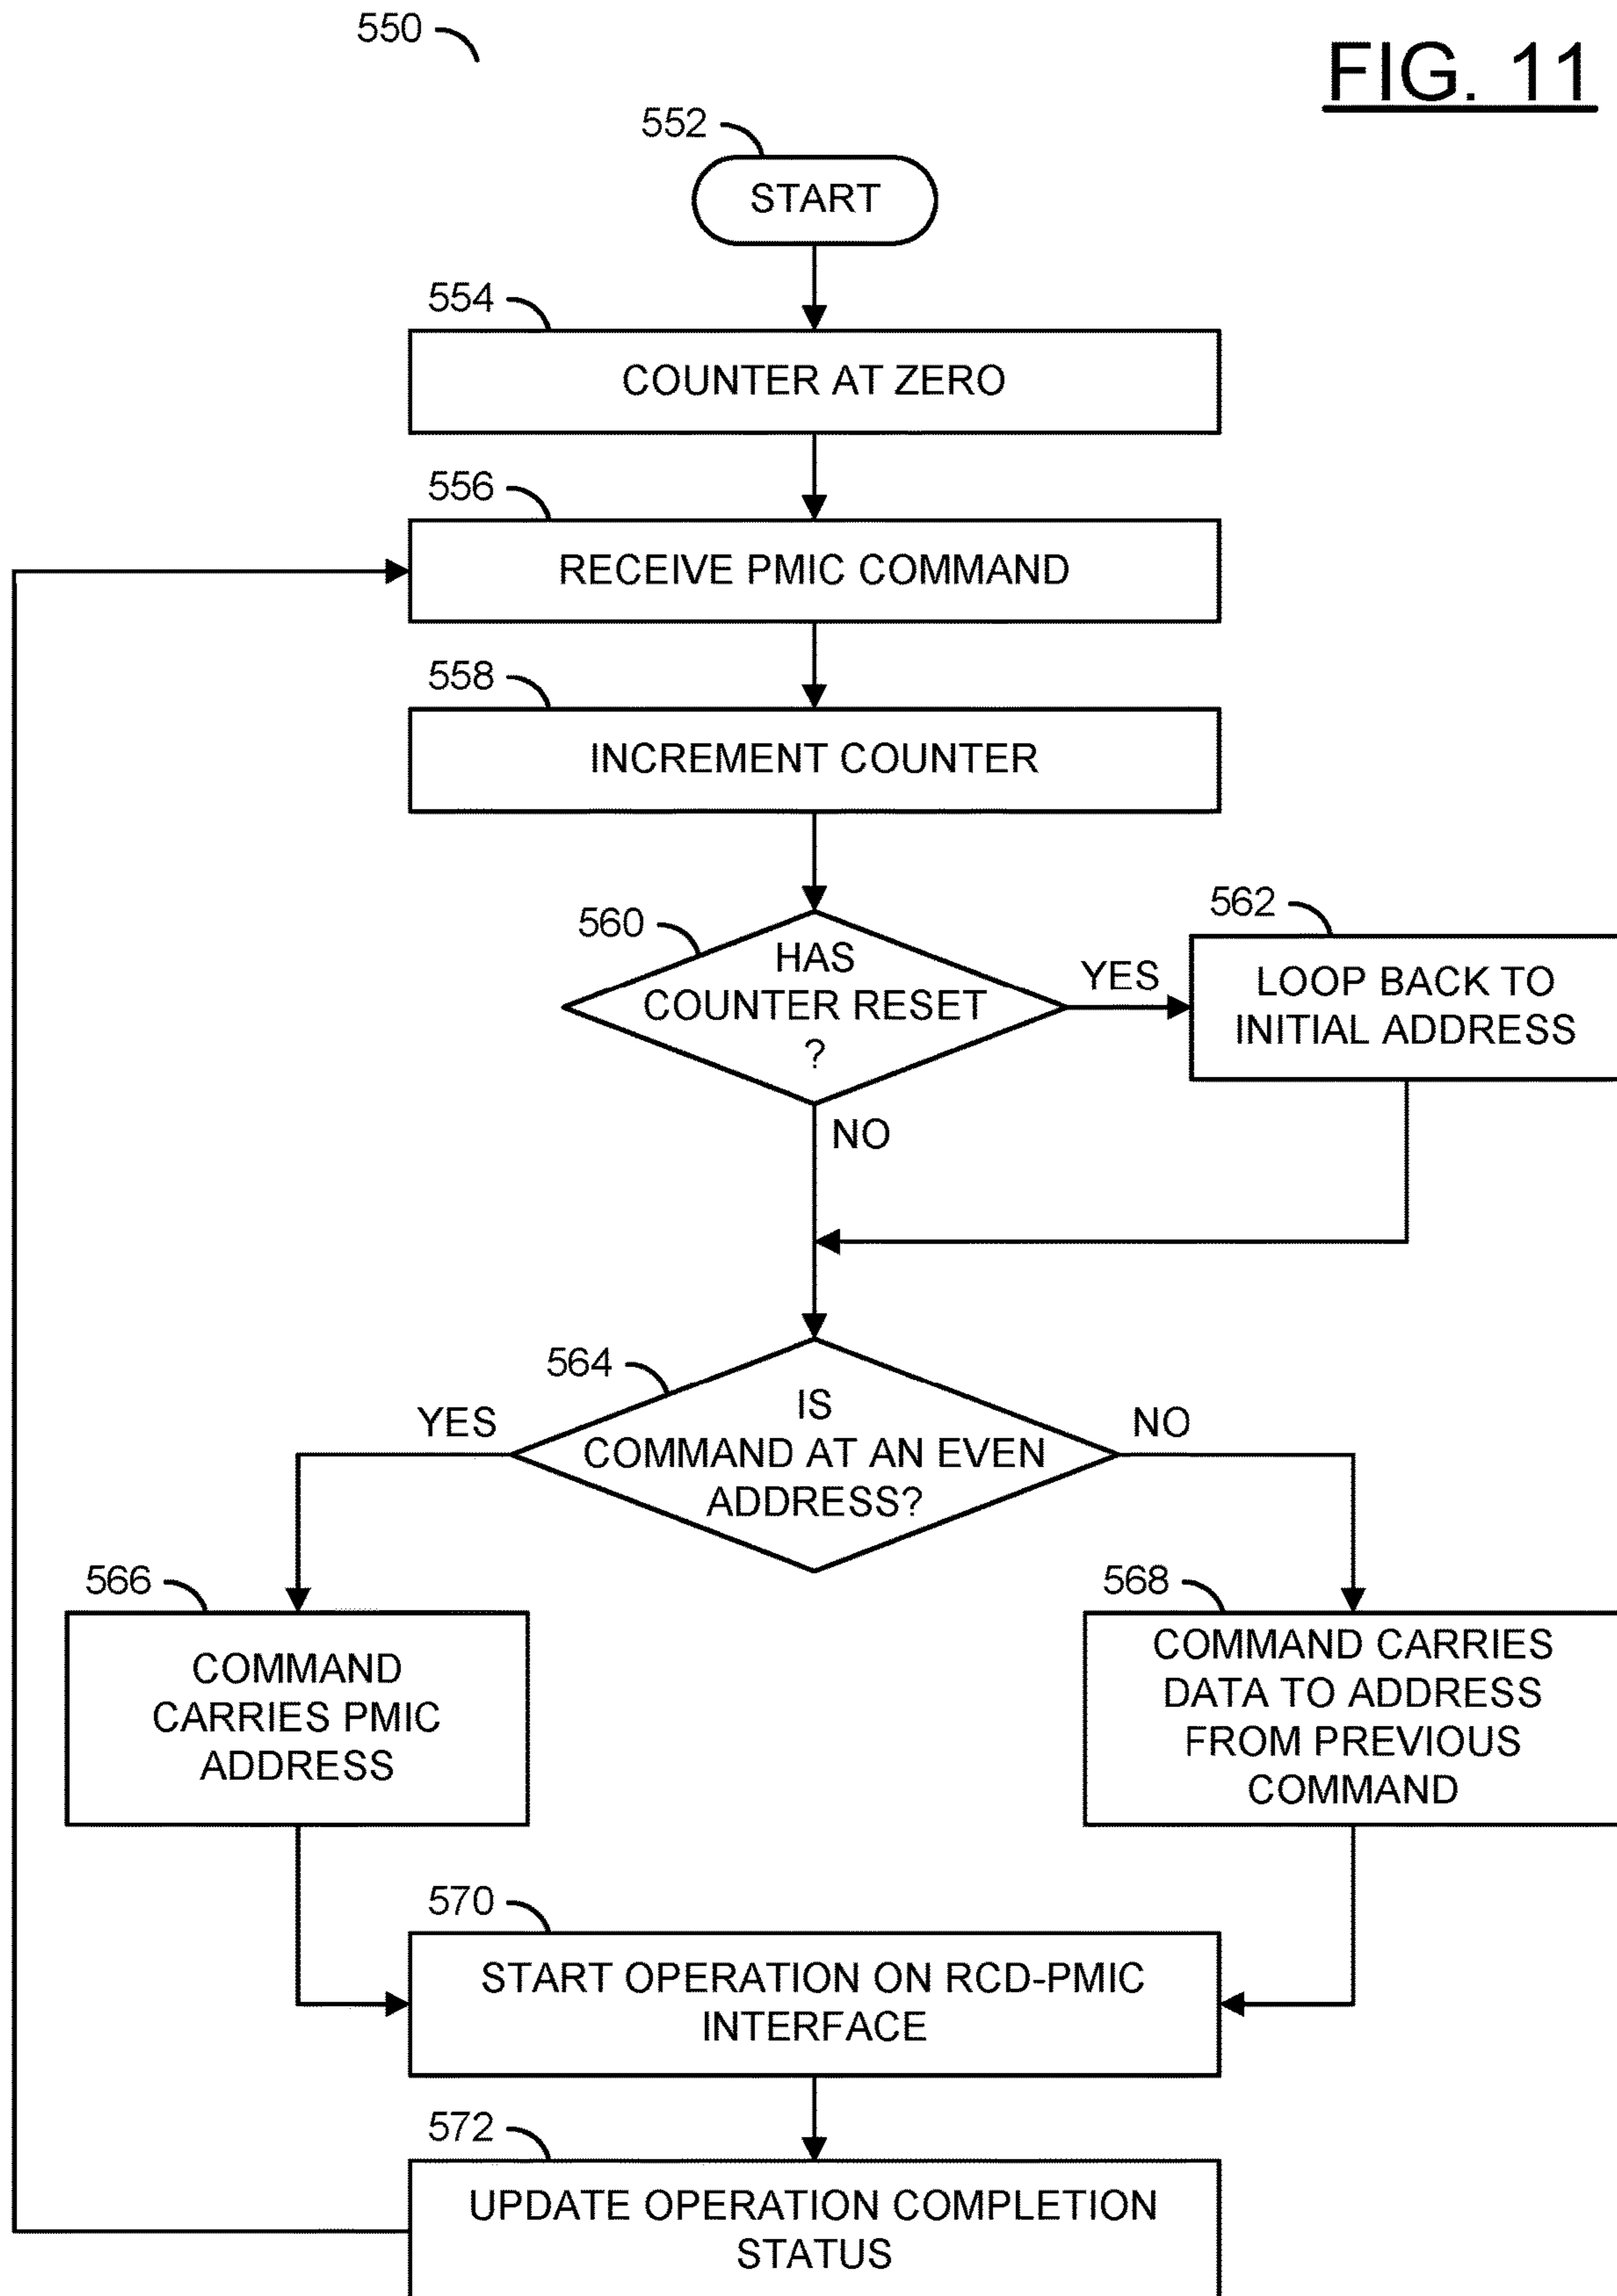 550
FIG. 11
552
START
554
COUNTER AT ZERO
556
RECEIVE PMIC COMMAND
558
INCREMENT COUNTER
560
HAS
COUNTER RESET
?
YES
562
LOOP BACK TO
INITIAL ADDRESS
NO
564
IS
COMMAND AT AN EVEN
ADDRESS?
YES
NO
566
COMMAND
CARRIES PMIC
ADDRESS
568
COMMAND CARRIES
DATA TO ADDRESS
FROM PREVIOUS
COMMAND
570
START OPERATION ON RCD-PMIC
INTERFACE
572
UPDATE OPERATION COMPLETION
STATUS